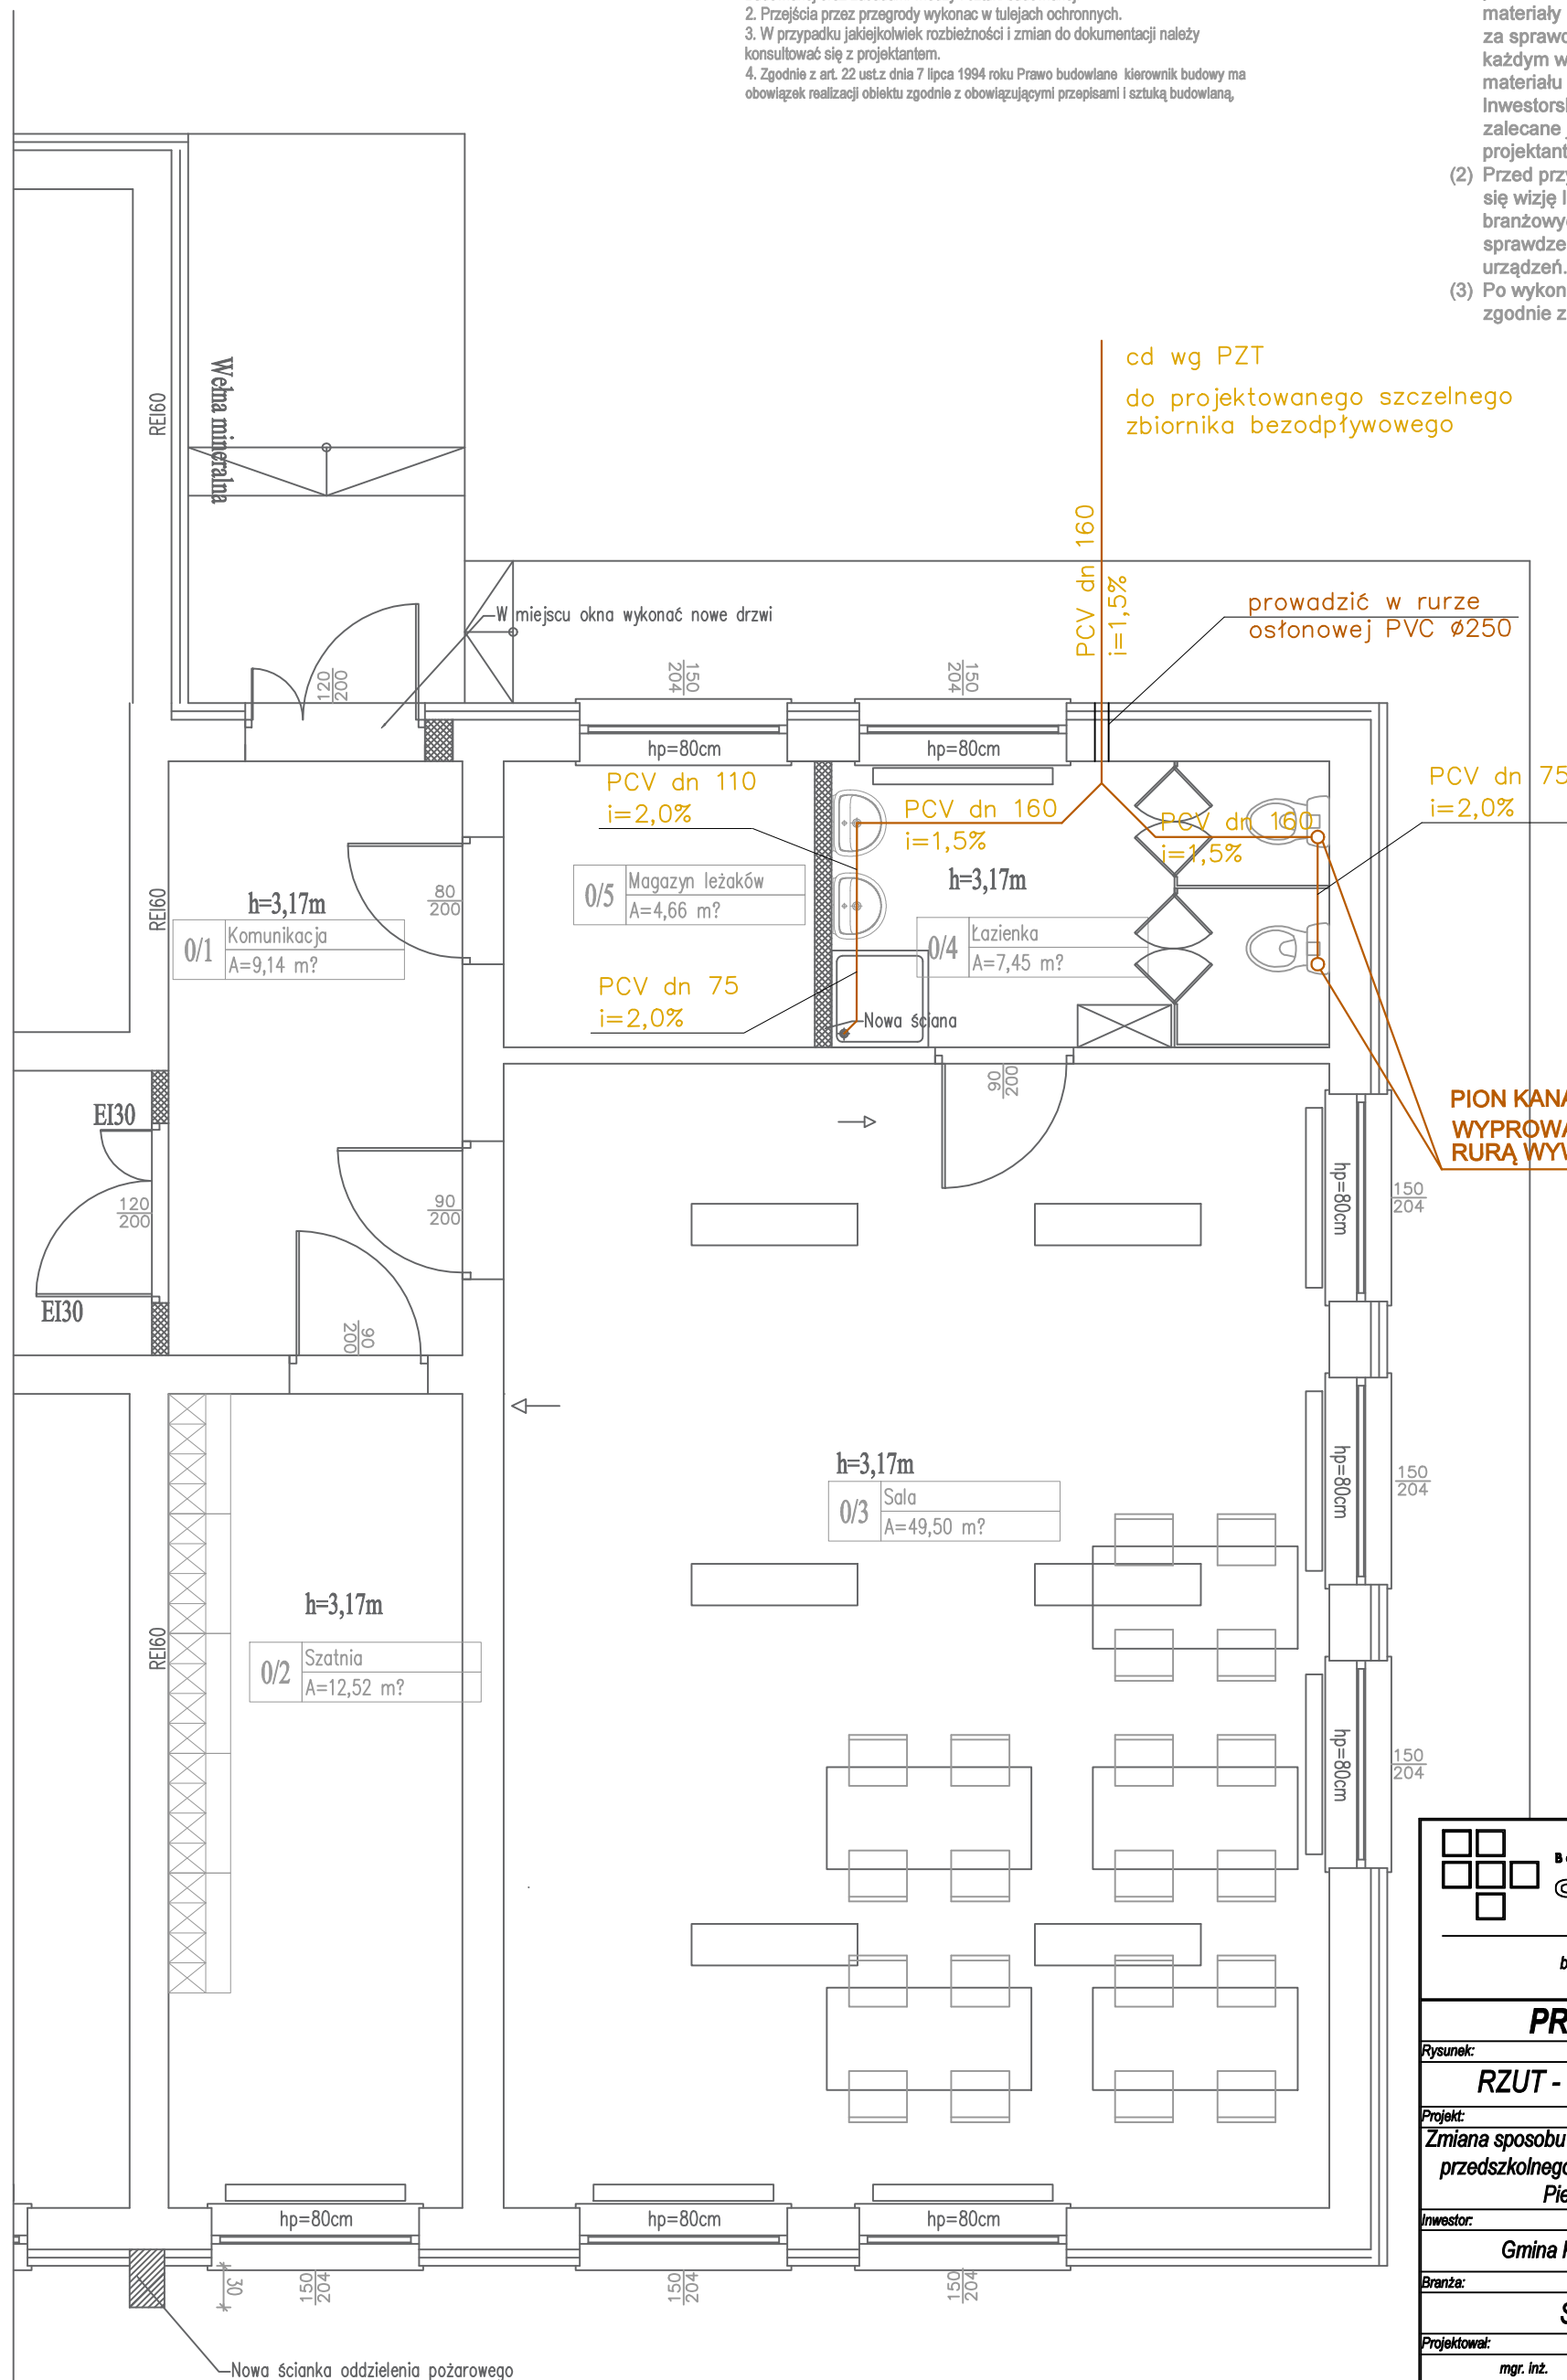 2. Przejścia przez przegrody wykonac w tulejach ochronnych.
3. W przypadku jakiejkolwiek rozbieżności i zmian do dokumentacji należy
konsultować się z projektantem.
4. Zgodnie z art. 22 ust.z dnia 7 lipca 1994 roku Prawo budowlane kierownik budowy ma
obowiązek realizacji obiektu zgodnie z obowiązującymi przepisami i sztuką budowlaną,
materiały
za sprawd
każdym w
materiału
Inwestors
zalecane
projektant
(2) Przed przy
się wizję l
branżowy
sprawdze
urządzeń.
(3) Po wykon
zgodnie z
cd wg PZT
do projektowanego szczelnego
zbiornika bezodpływowego
REI60
Wełna mineralna
PCV dn 160
i=1,5%
prowadzić w rurze
osłonowej PVC Ø250
W miejscu okna wykonać nowe drzwi
120
200
150
204
150
204
hp=80cm
hp=80cm
PCV dn 110
i=2,0%
PCV dn 160
i=1,5%
PCV dn 160
i=1,5%
PCV dn 75
i=2,0%
REI60
h=3,17m
0/1 Komunikacja
A=9,14 m?
80
200
0/5 Magazyn leżaków
A=4,66 m?
h=3,17m
0/4 Łazienka
A=7,45 m?
PCV dn 75
i=2,0%
Nowa ściana
90
200
EI30
120
200
EI30
90
200
90
200
PION KANA
WYPROWA
RURĄ WYW
hp=80cm
150
204
h=3,17m
0/3 Sala
A=49,50 m?
hp=80cm
150
204
REI60
h=3,17m
0/2 Szatnia
A=12,52 m?
hp=80cm
150
204
PR
Rysunek:
RZUT -
Projekt:
Zmiana sposobu
przedszkolnego
Pie
Inwestor:
Gmina
Branża:
S
Projektował:
mgr. inż.
hp=80cm
hp=80cm
hp=80cm
30
150
204
150
204
150
204
Nowa ścianka oddzielenia pożarowego